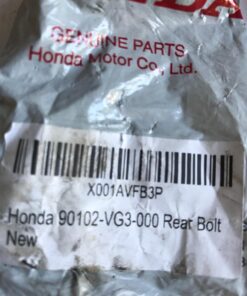 HONDA
GENUINE PARTS
Honda Motor Co., Ltd.
X001AVFB3P
Honda 90102-VG3-000 Rear Bolt
New